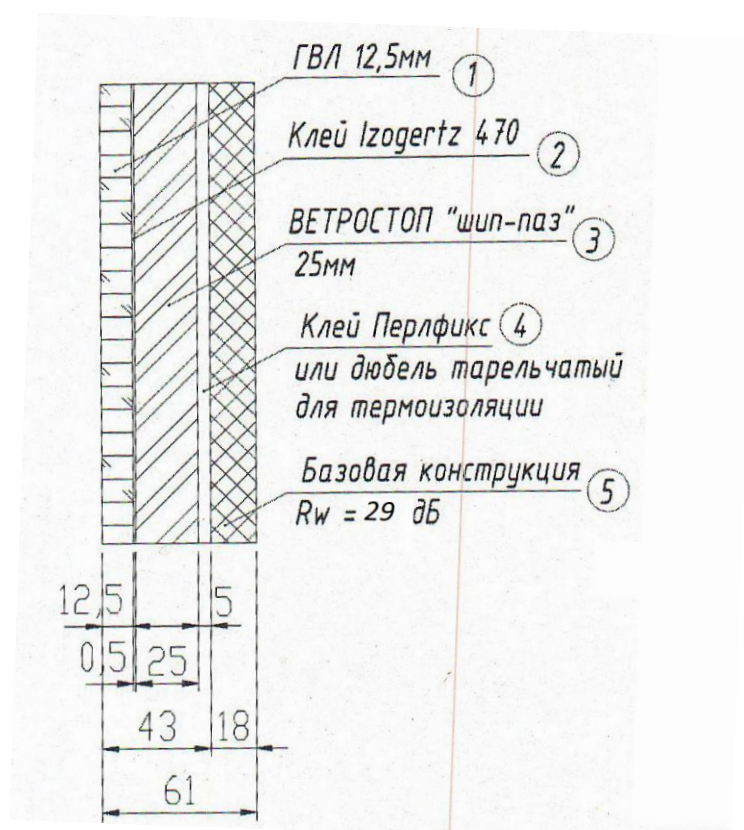 ГВЛ 12,5мм
1
Клей Izogertz 470
2
ВЕТРОСТОП "шип-паз"
3
25мм
Клей Перлфикс
4
или дюбель тарельчатый
для термоизоляции
Базовая конструкция
5
Rw = 29 дБ
12,5 5
0,5 25
43 18
61